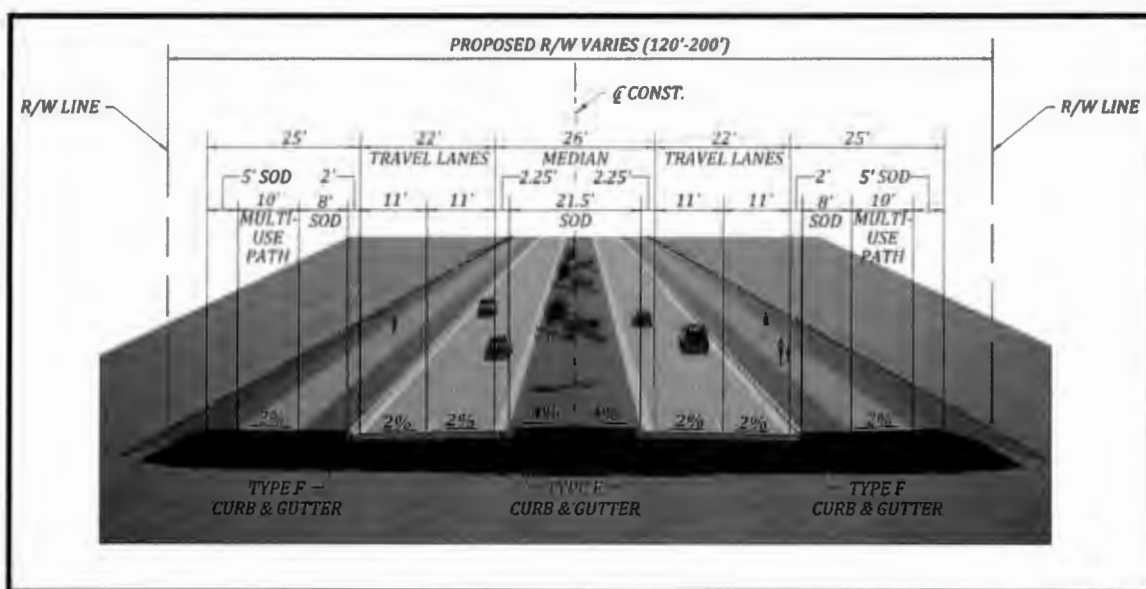 PROPOSED R/W VARIES (120'-200')
℄ CONST.
R/W LINE
R/W LINE
25' 22' 26' 22' 25'
TRAVEL LANES MEDIAN TRAVEL LANES
5' SOD 2' 2.25' 2.25' 2' 5' SOD
10' 8' 11' 11' 21.5' 11' 11' 8' 10'
MULTI-USE PATH SOD SOD SOD MULTI-USE PATH
2% 2% 2% 4% 4% 2% 2% 2%
TYPE F TYPE E TYPE F
CURB & GUTTER CURB & GUTTER CURB & GUTTER